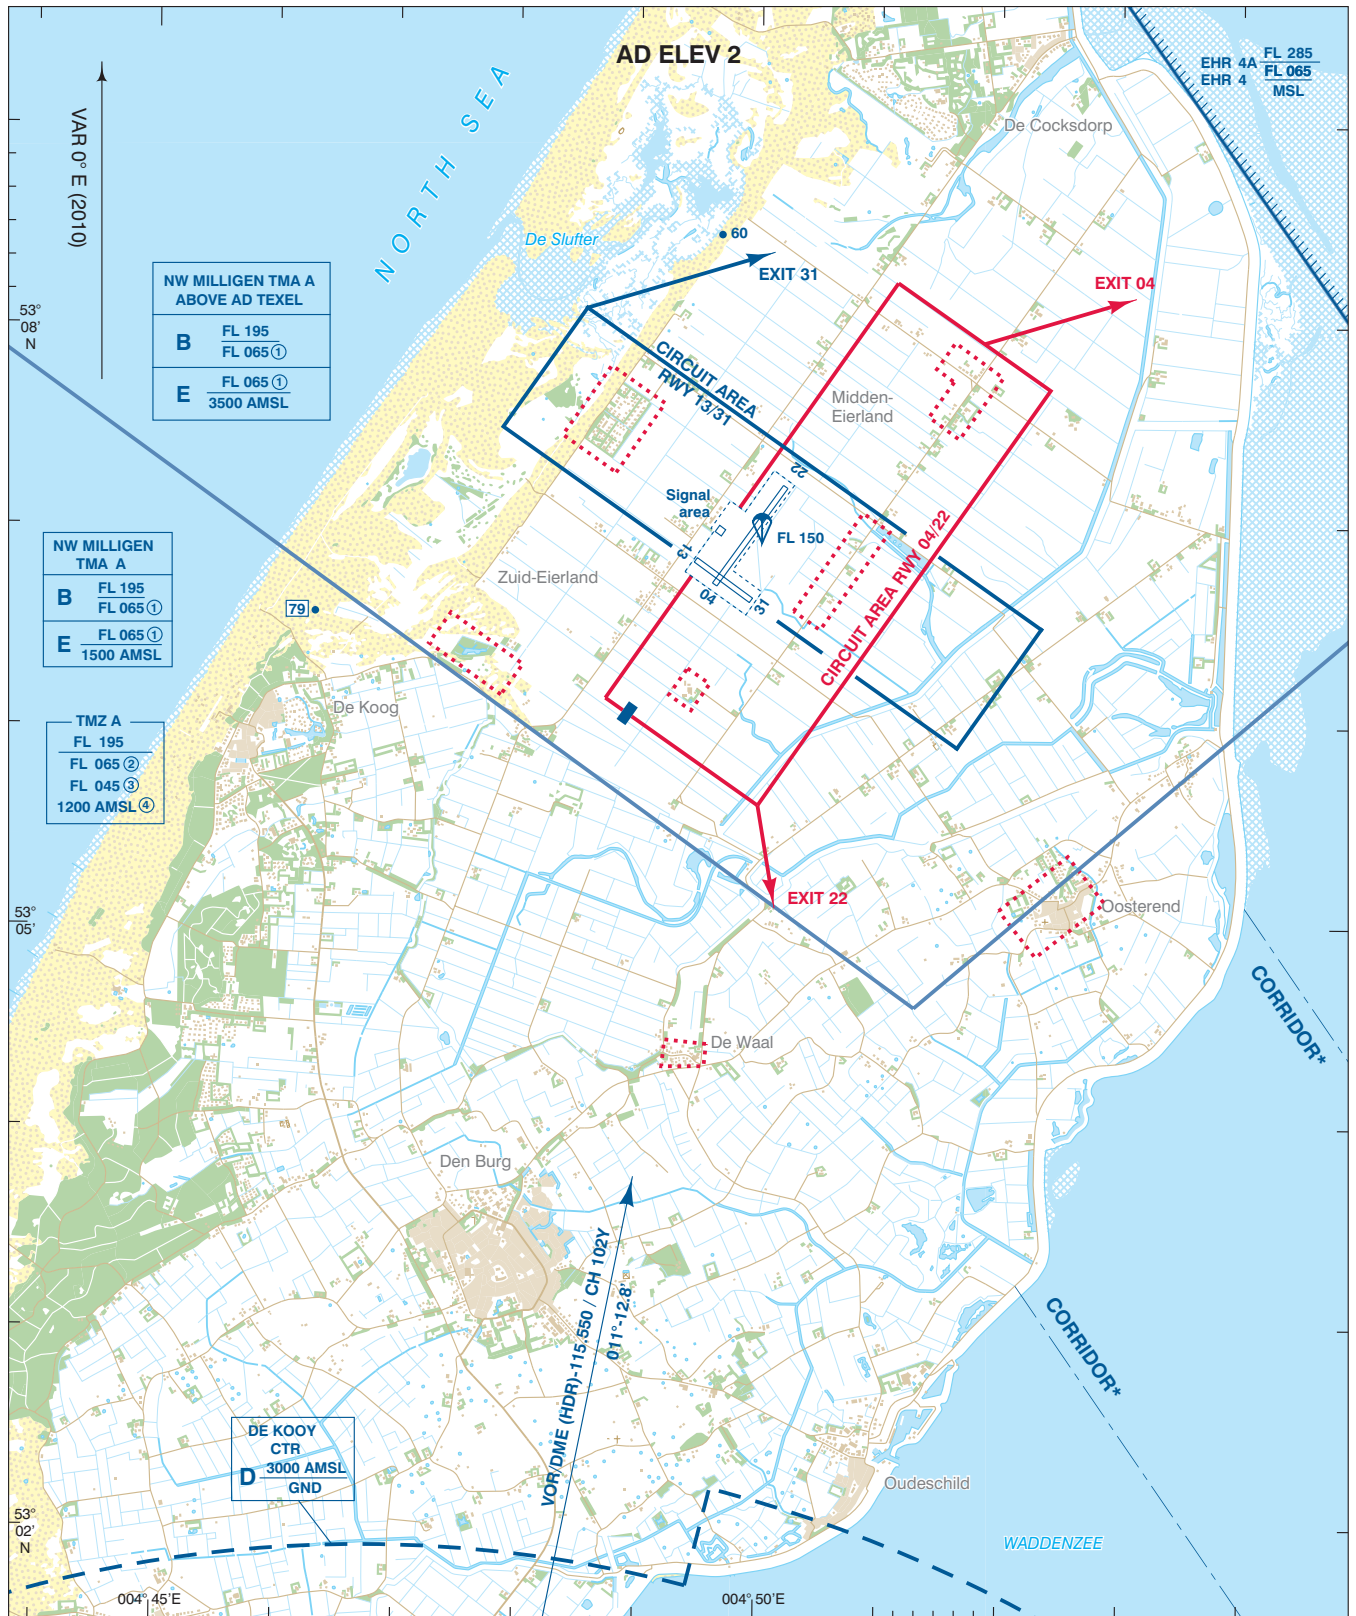 AD ELEV 2
EHR 4A FL 285
EHR 4 FL 065
MSL
De Cocksdorp
VAR 0° E (2010)
NORTH SEA
De Slufter
60
EXIT 31
EXIT 04
NW MILLIGEN TMA A
ABOVE AD TEXEL
B FL 195
FL 065 ①
E FL 065 ①
3500 AMSL
53°
08'
N
CIRCUIT AREA
RWY 13/31
Midden-
Eierland
22
Signal
area
FL 150
13
04
31
CIRCUIT AREA RWY 04/22
NW MILLIGEN
TMA A
B FL 195
FL 065 ①
E FL 065 ①
1500 AMSL
Zuid-Eierland
79
De Koog
TMZ A
FL 195
FL 065 ②
FL 045 ③
1200 AMSL ④
EXIT 22
53°
05'
Oosterend
CORRIDOR*
De Waal
Den Burg
VOR/DME (HDR)-115.550 / CH 102Y
011°-12.8'
CORRIDOR*
DE KOOY
CTR
D 3000 AMSL
GND
Oudeschild
53°
02'
N
WADDENZEE
004° 45'E
004° 50'E